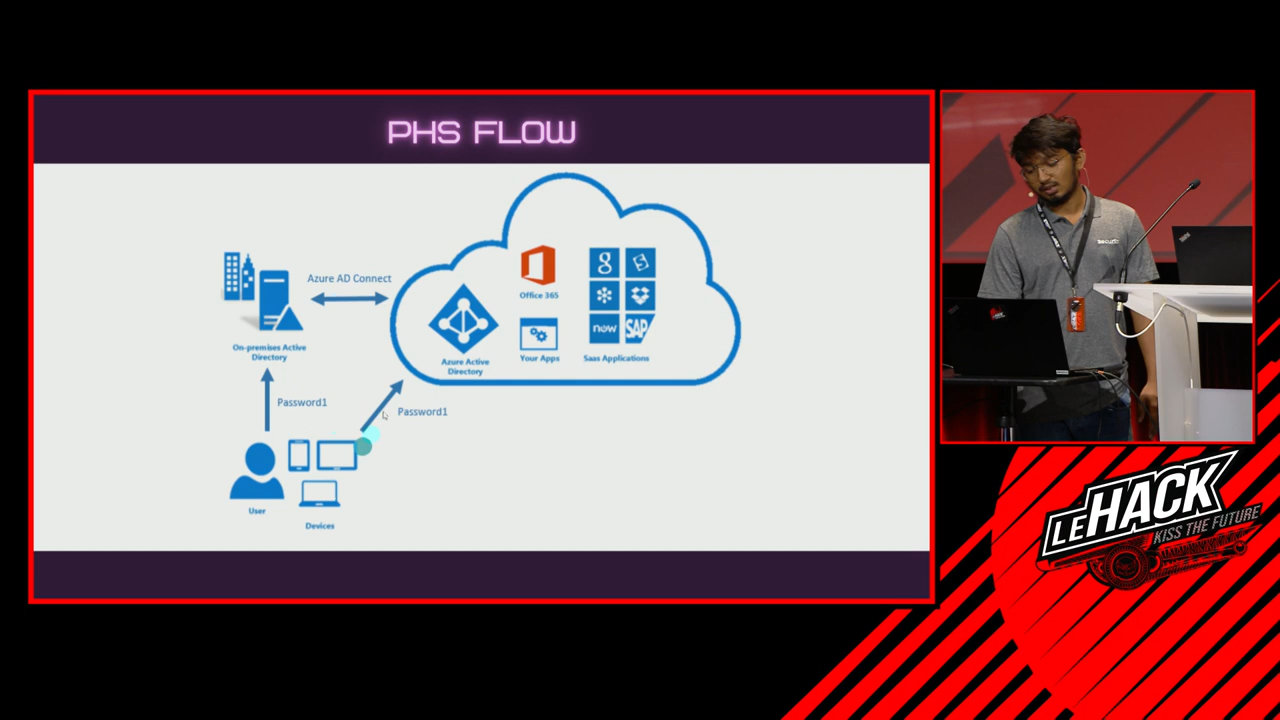 PHS FLOW
Azure AD Connect
On-premises Active
Directory
Password1
User
Devices
Password1
Azure Active
Directory
Office 365
Your Apps
g
now
SAP
SaaS Applications
LEHACK
KISS THE FUTURE